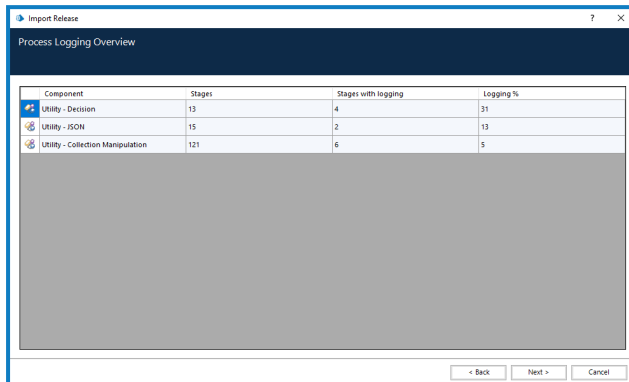 Import Release
? X
Process Logging Overview
Component Stages Stages with logging Logging %
Utility - Decision 13 4 31
Utility - JSON 15 2 13
Utility - Collection Manipulation 121 6 5
< Back Next > Cancel